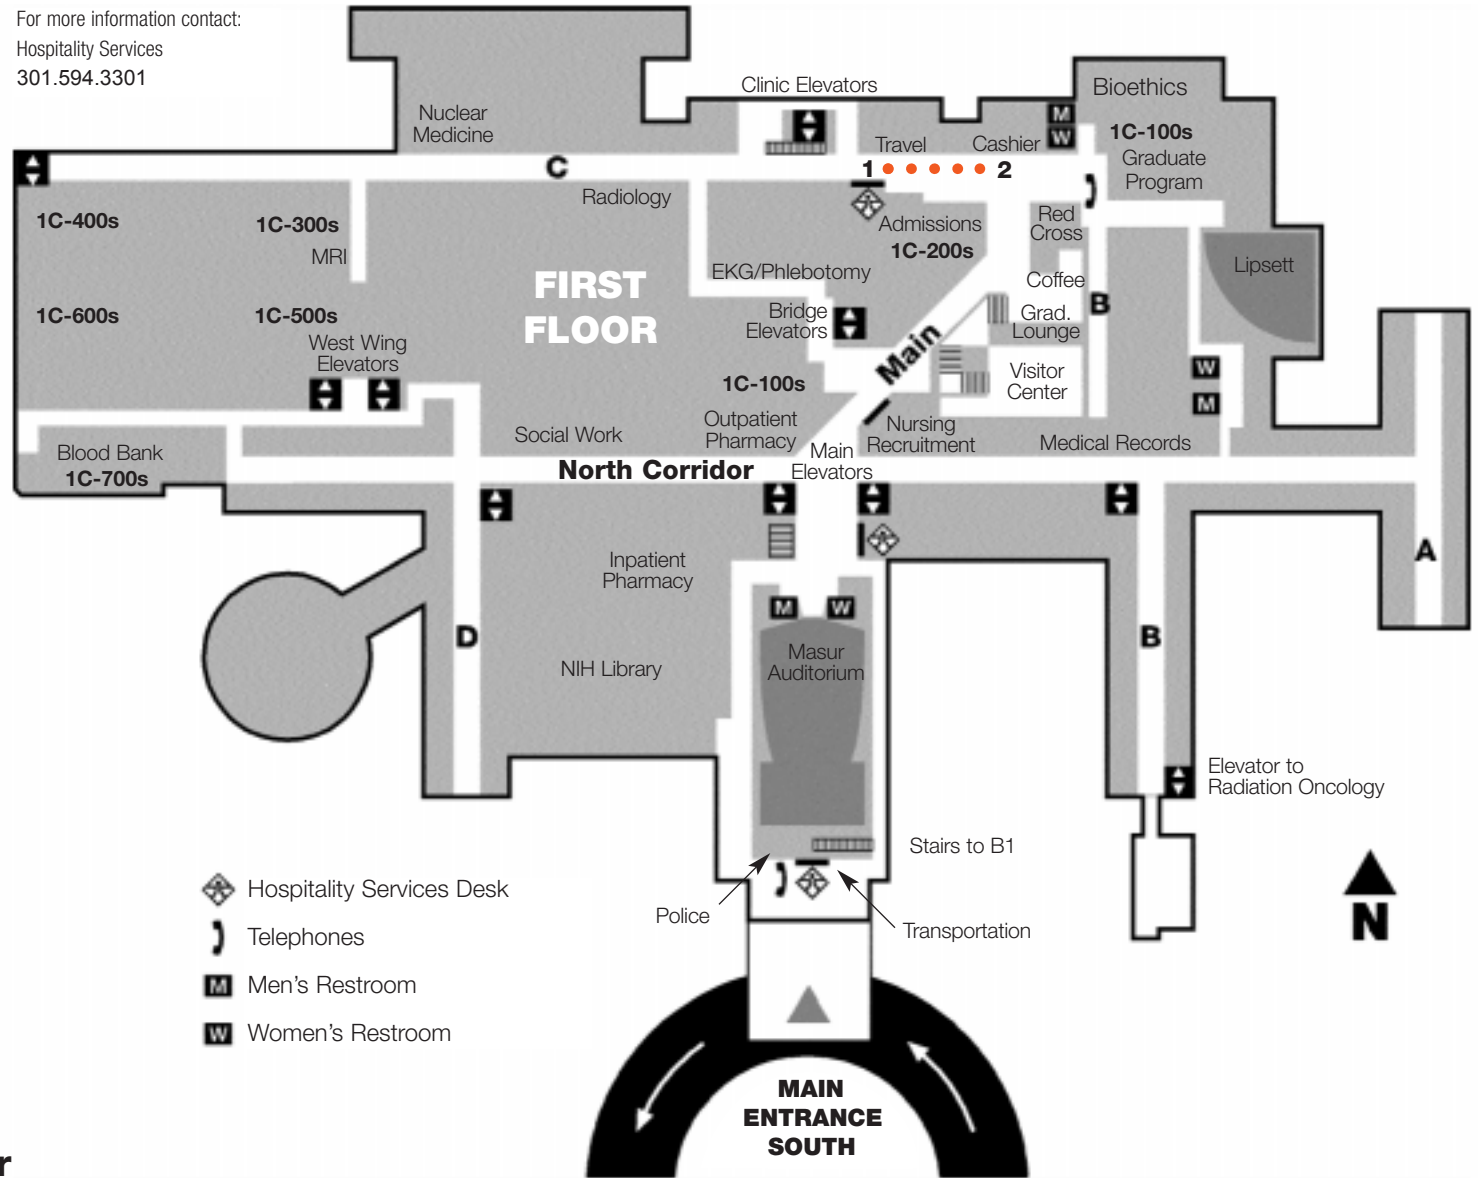 For more information contact:
Hospitality Services
301.594.3301
Clinic Elevators
Bioethics
Nuclear
Medicine
M
W
1C-100s
Graduate
Program
Travel
Cashier
C
1
2
Radiology
1C-400s
1C-300s
MRI
Admissions
1C-200s
Red
Cross
Lipsett
EKG/Phlebotomy
Coffee
FIRST
FLOOR
B
1C-600s
1C-500s
Bridge
Elevators
Grad.
Lounge
West Wing
Elevators
Main
Visitor
Center
W
M
1C-100s
Outpatient
Pharmacy
Nursing
Recruitment
Social Work
Medical Records
Blood Bank
1C-700s
Main
Elevators
North Corridor
A
Inpatient
Pharmacy
M
W
D
B
Masur
Auditorium
NIH Library
Elevator to
Radiation Oncology
Stairs to B1
Police
Transportation
Hospitality Services Desk
Telephones
M Men's Restroom
W Women's Restroom
N
MAIN
ENTRANCE
SOUTH
r